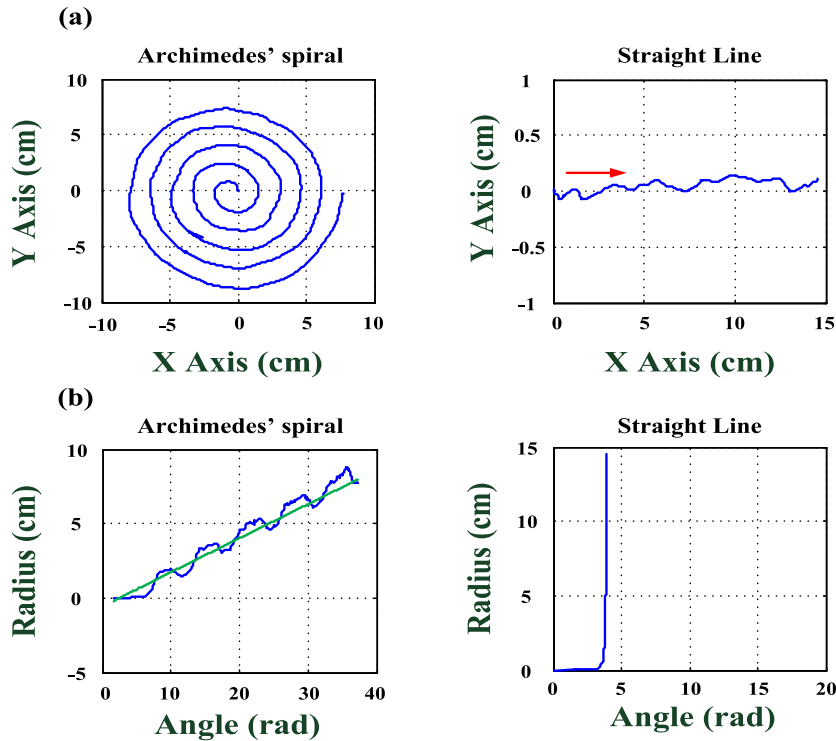 (a)
Archimedes’ spiral
Y Axis (cm)
10
5
0
-5
-10
-10 -5 0 5 10
X Axis (cm)
Straight Line
Y Axis (cm)
1
0.5
0
-0.5
-1
0 5 10 15
X Axis (cm)
(b)
Archimedes’ spiral
Radius (cm)
10
5
0
-5
0 10 20 30 40
Angle (rad)
Straight Line
Radius (cm)
15
10
5
0
0 5 10 15 20
Angle (rad)